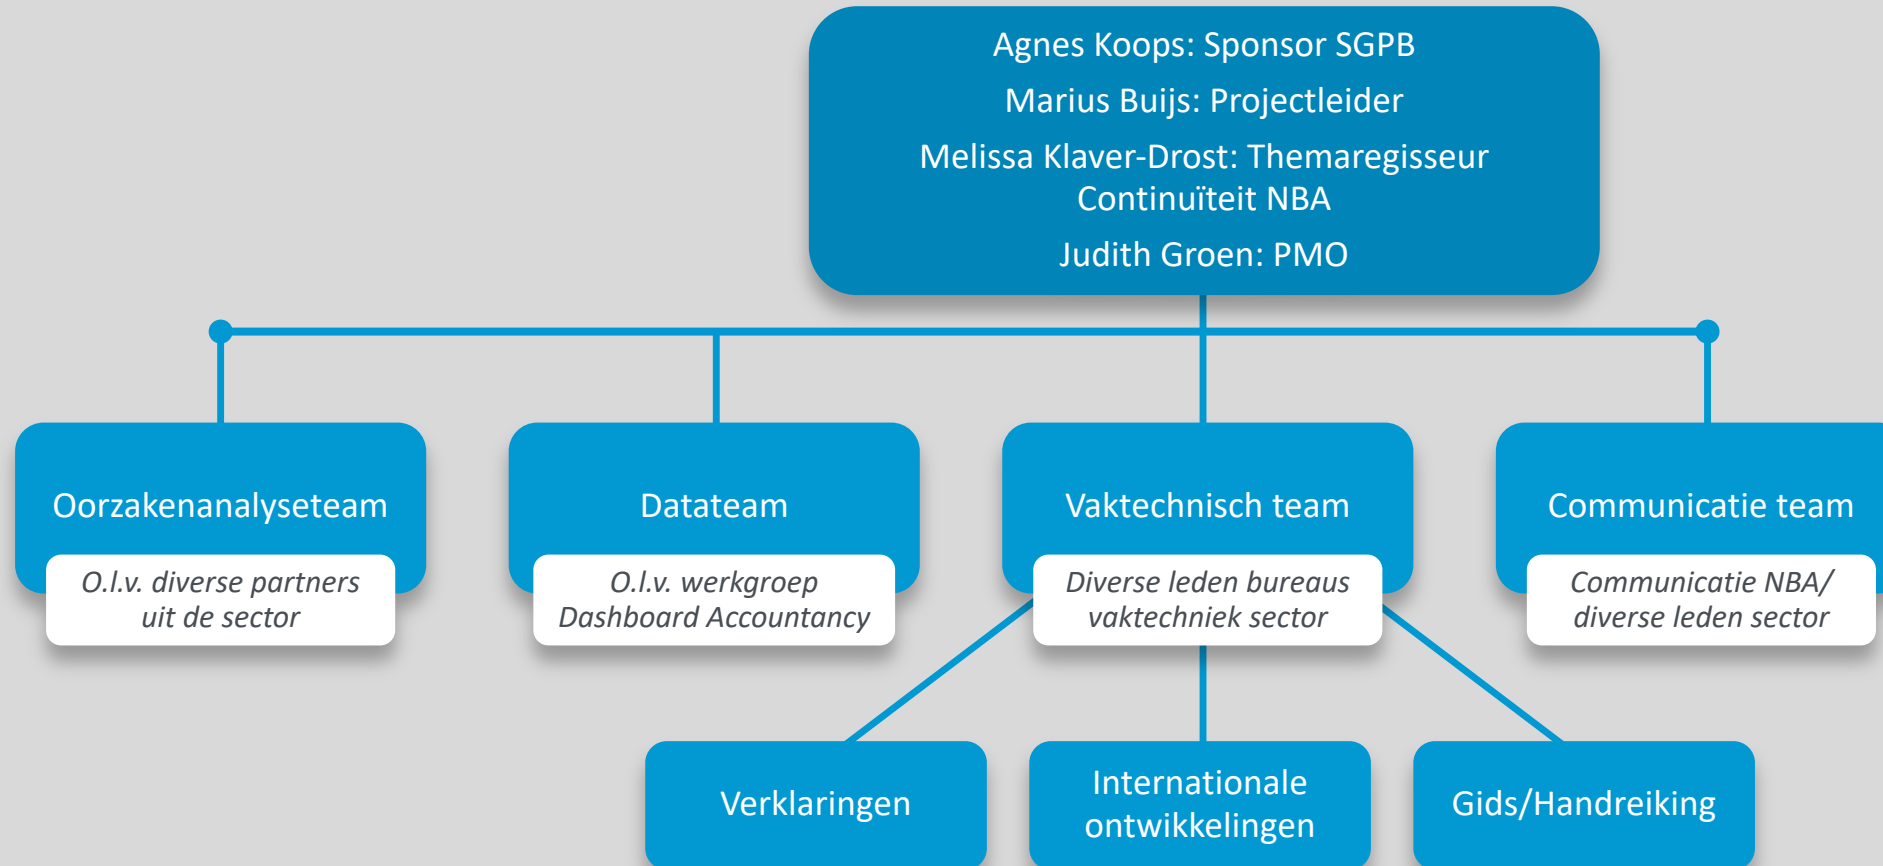 Agnes Koops: Sponsor SGPB
Marius Buijs: Projectleider
Melissa Klaver-Drost: Themaregisseur
Continuïteit NBA
Judith Groen: PMO
Oorzakenanalyseteam
O.l.v. diverse partners
uit de sector
Datateam
O.l.v. werkgroep
Dashboard Accountancy
Vaktechnisch team
Diverse leden bureaus
vaktechniek sector
Communicatie team
Communicatie NBA/
diverse leden sector
Verklaringen
Internationale
ontwikkelingen
Gids/Handreiking